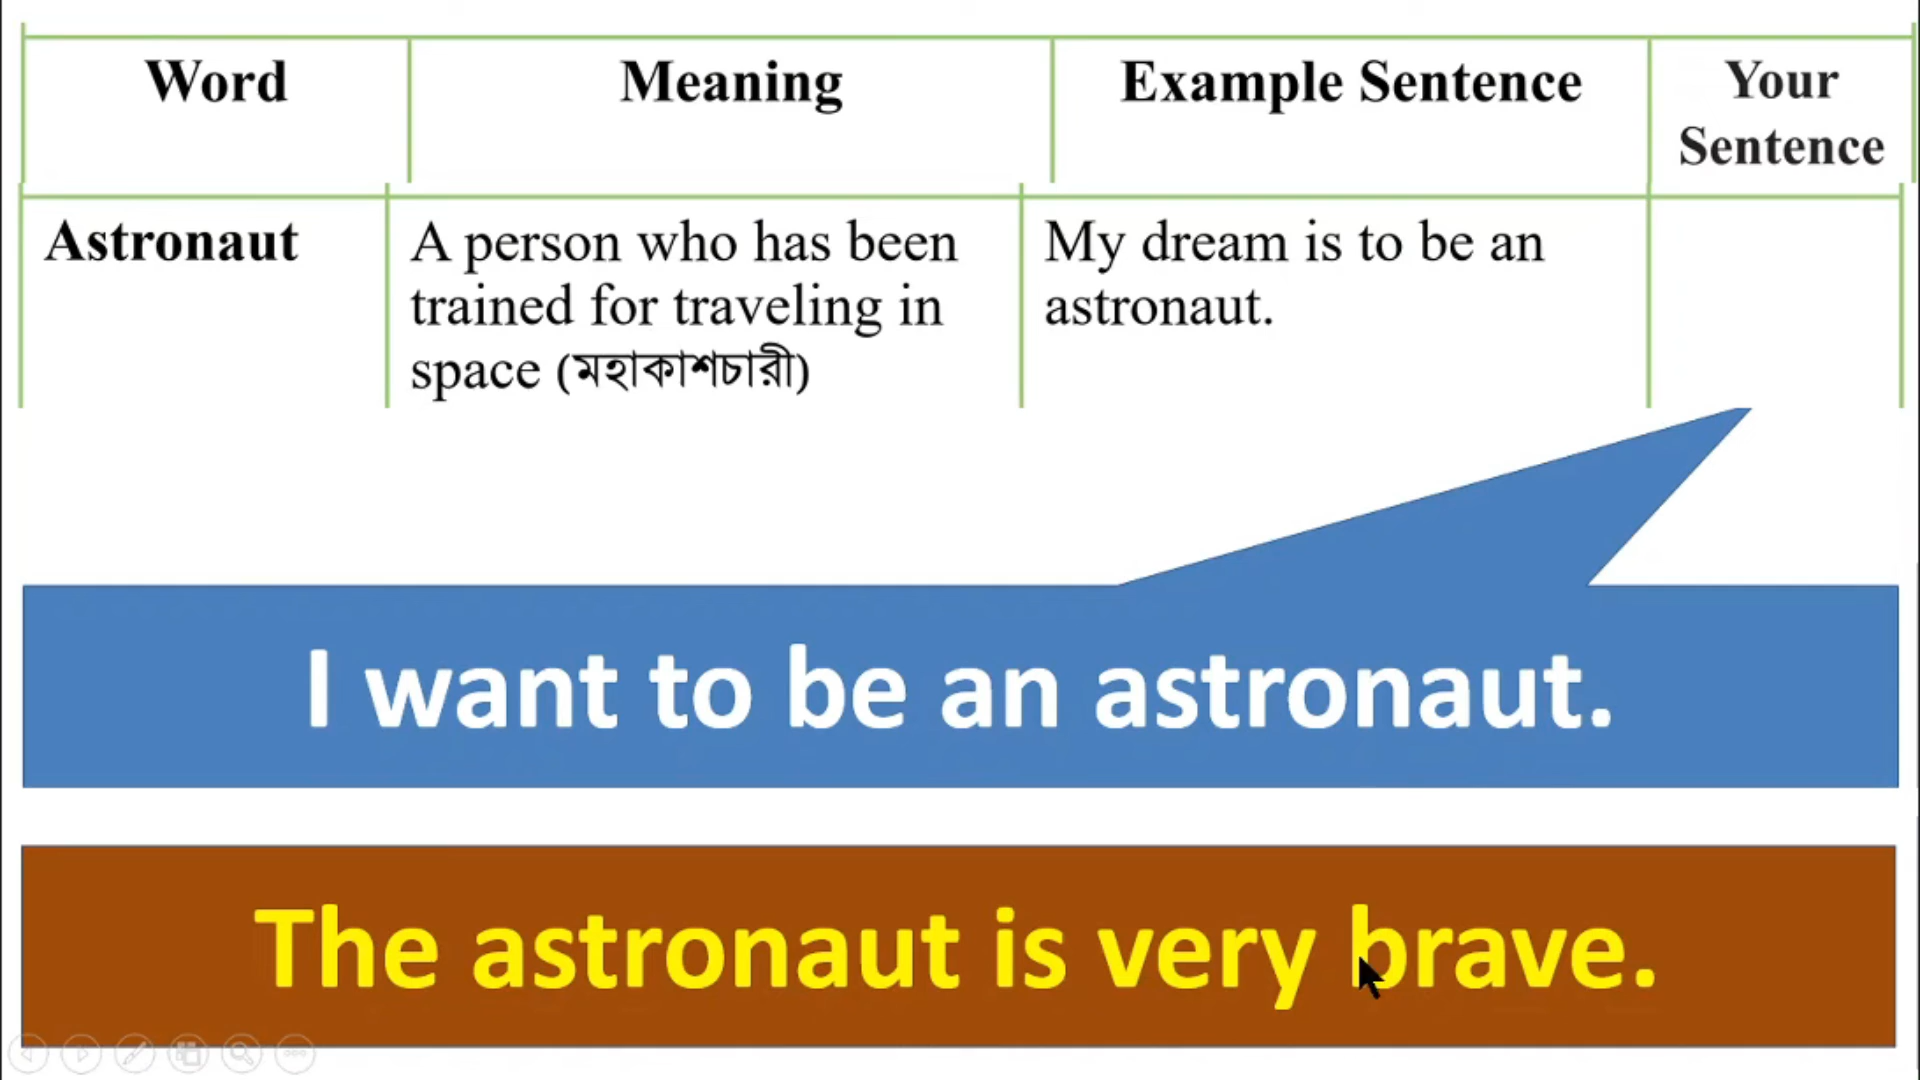 Word Meaning Example Sentence Your
Sentence
Astronaut A person who has been My dream is to be an
trained for traveling in astronaut.
space (মহাকাশচারী)
I want to be an astronaut.
The astronaut is very brave.